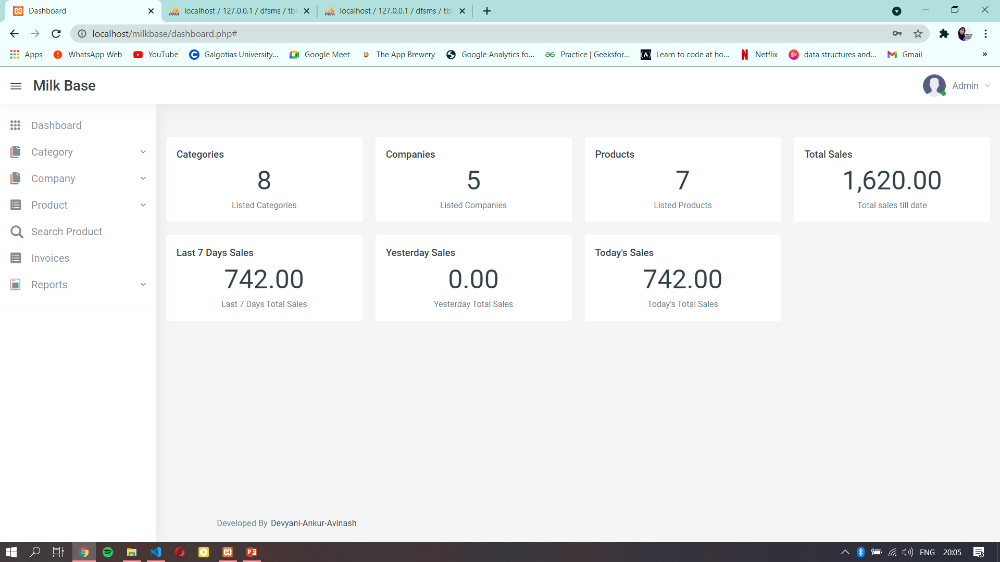 Dashboard
localhost / 127.0.0.1 / dfsms / tbl
localhost / 127.0.0.1 / dfsms / tbl
localhost/milkbase/dashboard.php#
Apps
WhatsApp Web
YouTube
Galgotias University...
Google Meet
The App Brewery
Google Analytics fo...
Practice | Geeksfor...
Learn to code at ho...
Netflix
data structures and...
Gmail
»
Milk Base
Admin
Dashboard
Category
Company
Product
Search Product
Invoices
Reports
Categories
8
Listed Categories
Companies
5
Listed Companies
Products
7
Listed Products
Total Sales
1,620.00
Total sales till date
Last 7 Days Sales
742.00
Last 7 Days Total Sales
Yesterday Sales
0.00
Yesterday Total Sales
Today's Sales
742.00
Today's Total Sales
Developed By Devyani-Ankur-Avinash
ENG
20:05